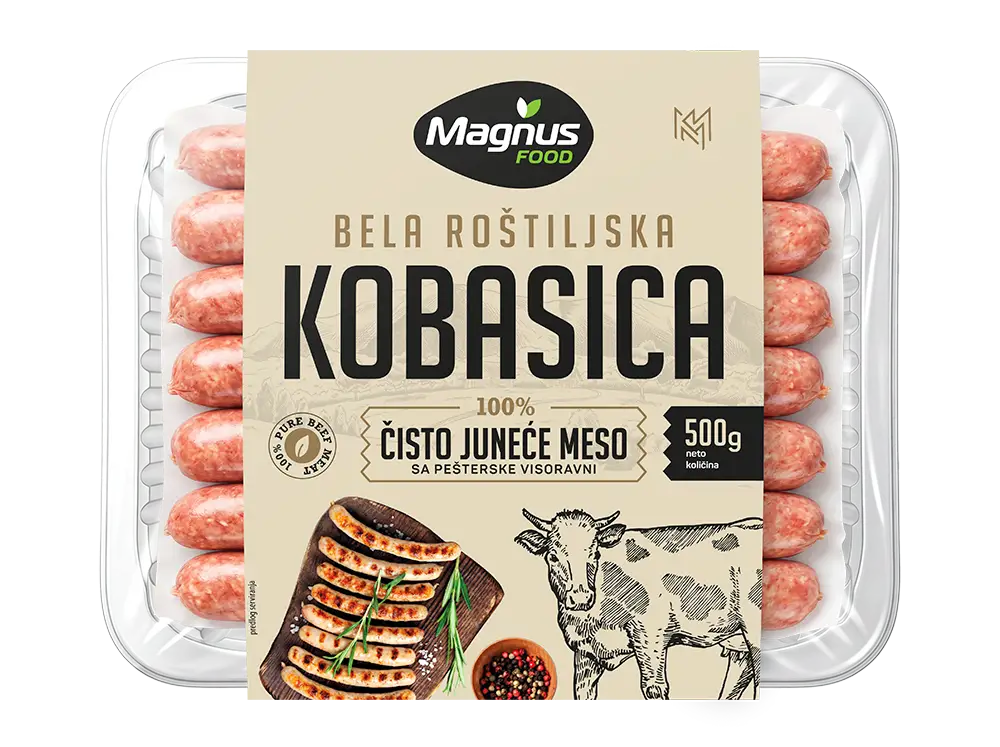 Magnus
FOOD
BELA ROŠTILJSKA
KOBASICA
100%
ČISTO JUNEĆE MESO
SA PEŠTERSKE VISORAVNI
100% PURE BEEF MEAT
500g
neto
količina
predlog serviranja